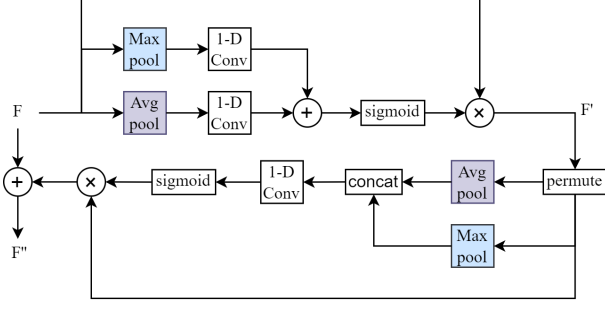 Max
pool
1-D
Conv
F
Avg
pool
1-D
Conv
+
sigmoid
×
F'
+
×
sigmoid
1-D
Conv
concat
Avg
pool
permute
F"
Max
pool